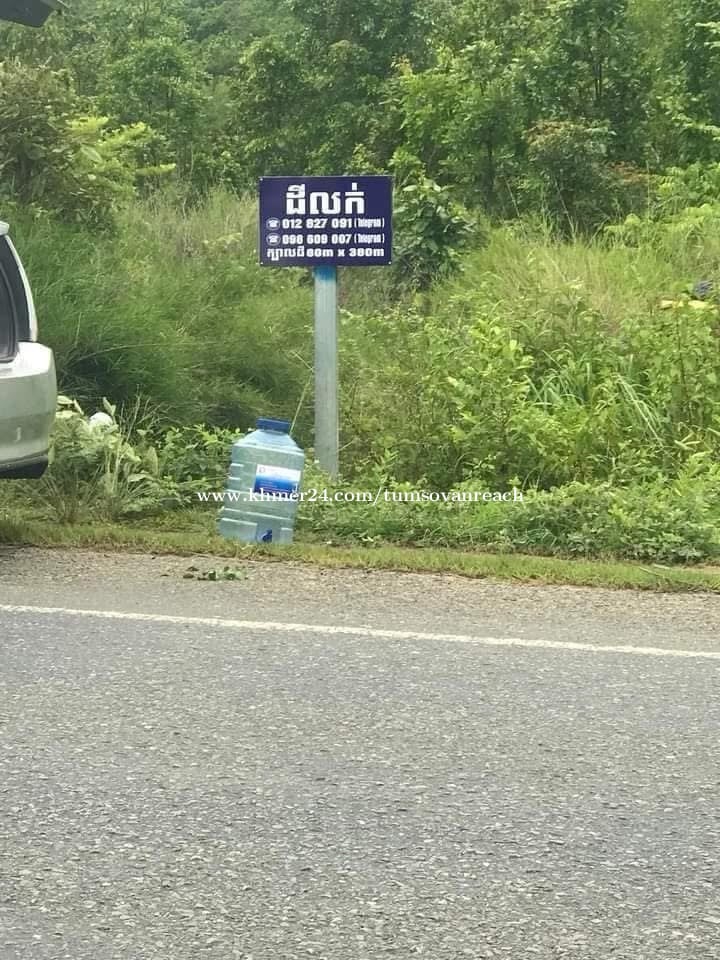 ដីលក់
☎ 012 827 091 (Telegram)
☎ 098 609 007 (Telegram)
ក្បាលដី 60m x 380m
www.khmer24.com/tumsovanreach